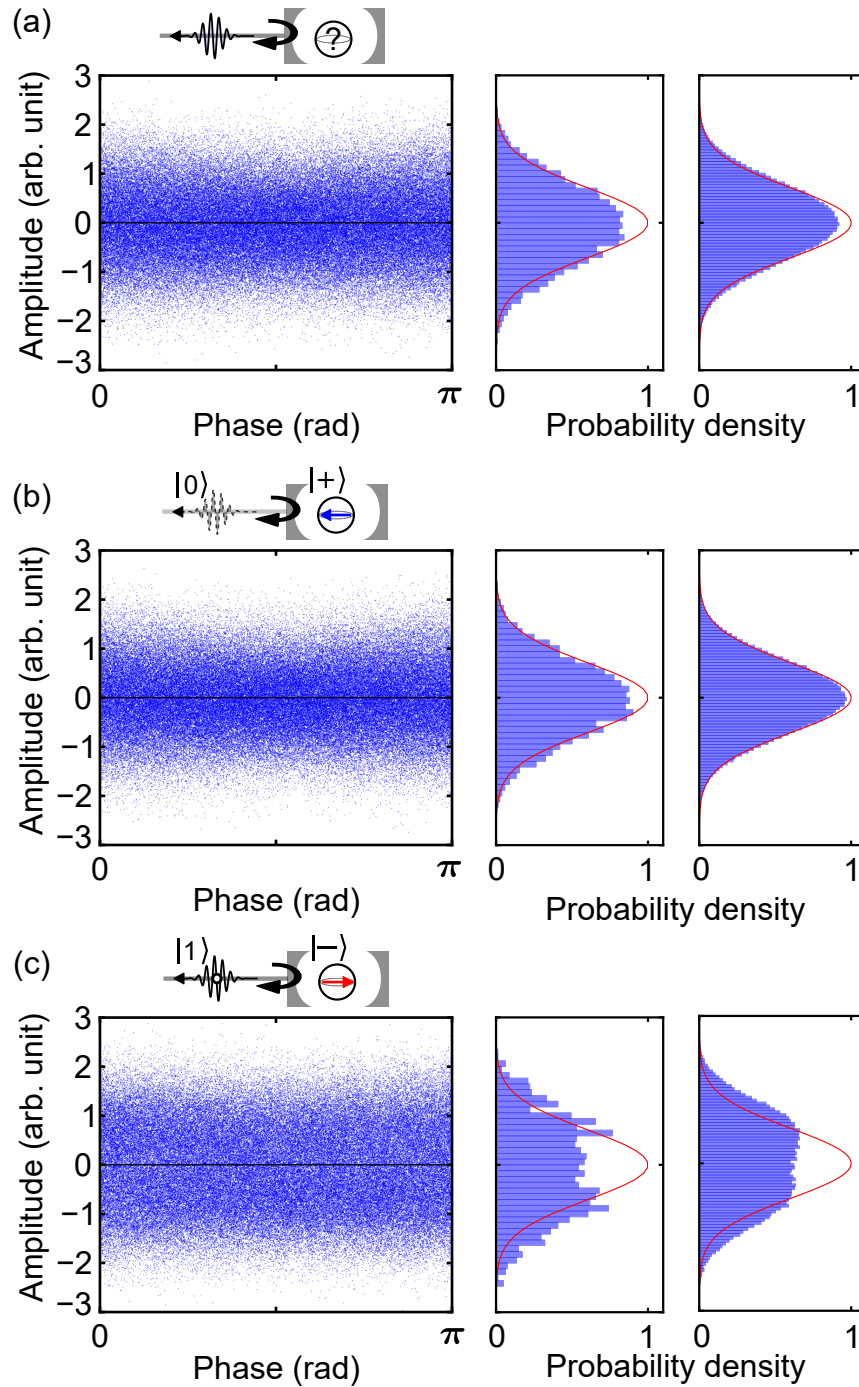 (a)
?
Amplitude (arb. unit)
3
2
1
0
−1
−2
−3
0 π
Phase (rad)
0 1
0 1
Probability density
(b)
|0⟩ |+⟩
Amplitude (arb. unit)
3
2
1
0
−1
−2
−3
0 π
Phase (rad)
0 1
0 1
Probability density
(c)
|1⟩ |−⟩
Amplitude (arb. unit)
3
2
1
0
−1
−2
−3
0 π
Phase (rad)
0 1
0 1
Probability density